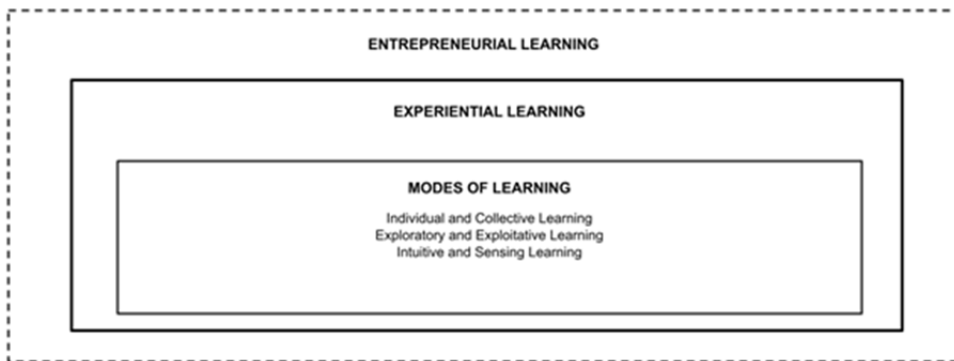 ENTREPRENEURIAL LEARNING
EXPERIENTIAL LEARNING
MODES OF LEARNING
Individual and Collective Learning
Exploratory and Exploitative Learning
Intuitive and Sensing Learning